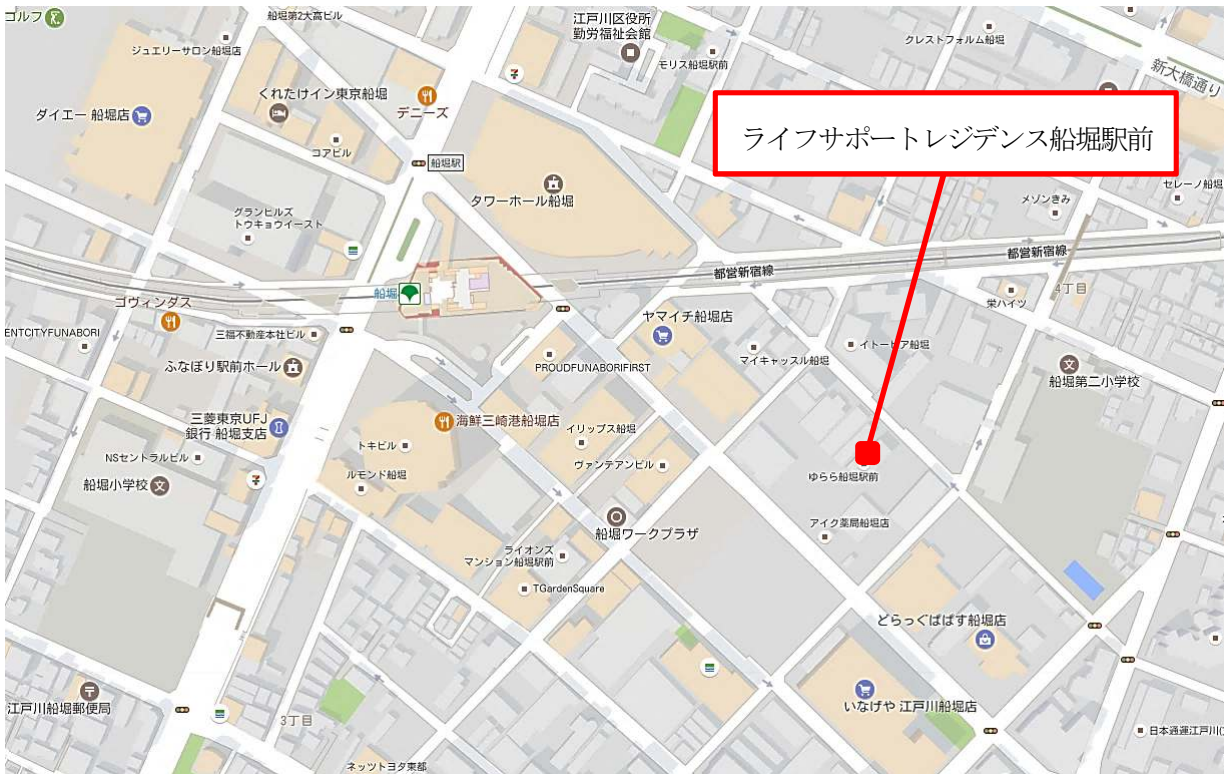 ゴルフ
船堀第2大高ビル
江戸川区役所
勤労福祉会館
クレストフォルム船堀
ジュエリーサロン船堀店
モリス船堀駅前
新大橋通り
くれたけイン東京船堀
デニーズ
ダイエー 船堀店
ライフサポートレジデンス船堀駅前
コアビル
船堀駅
タワーホール船堀
セレーノ船堀
メゾンきみ
グランヒルズ
トウキョウイースト
都営新宿線
都営新宿線
船堀
4丁目
ゴヴィンダス
栄ハイツ
ヤマイチ船堀店
ENTCITYFUNABORI
三福不動産本社ビル
イトーピア船堀
マイキャッスル船堀
ふなぼり駅前ホール
PROUDFUNABORIFIRST
船堀第二小学校
三菱東京UFJ
銀行 船堀支店
海鮮三崎港船堀店
イリップス船堀
トキビル
NSセントラルビル
ヴァンテアンビル
ルモンド船堀
ゆらら船堀駅前
船堀小学校
アイク薬局船堀店
船堀ワークプラザ
ライオンズ
マンション船堀駅前
TGardenSquare
どらっぐぱぱす船堀店
江戸川船堀郵便局
いなげや 江戸川船堀店
3丁目
日本通運江戸川
ネッツトヨタ東都